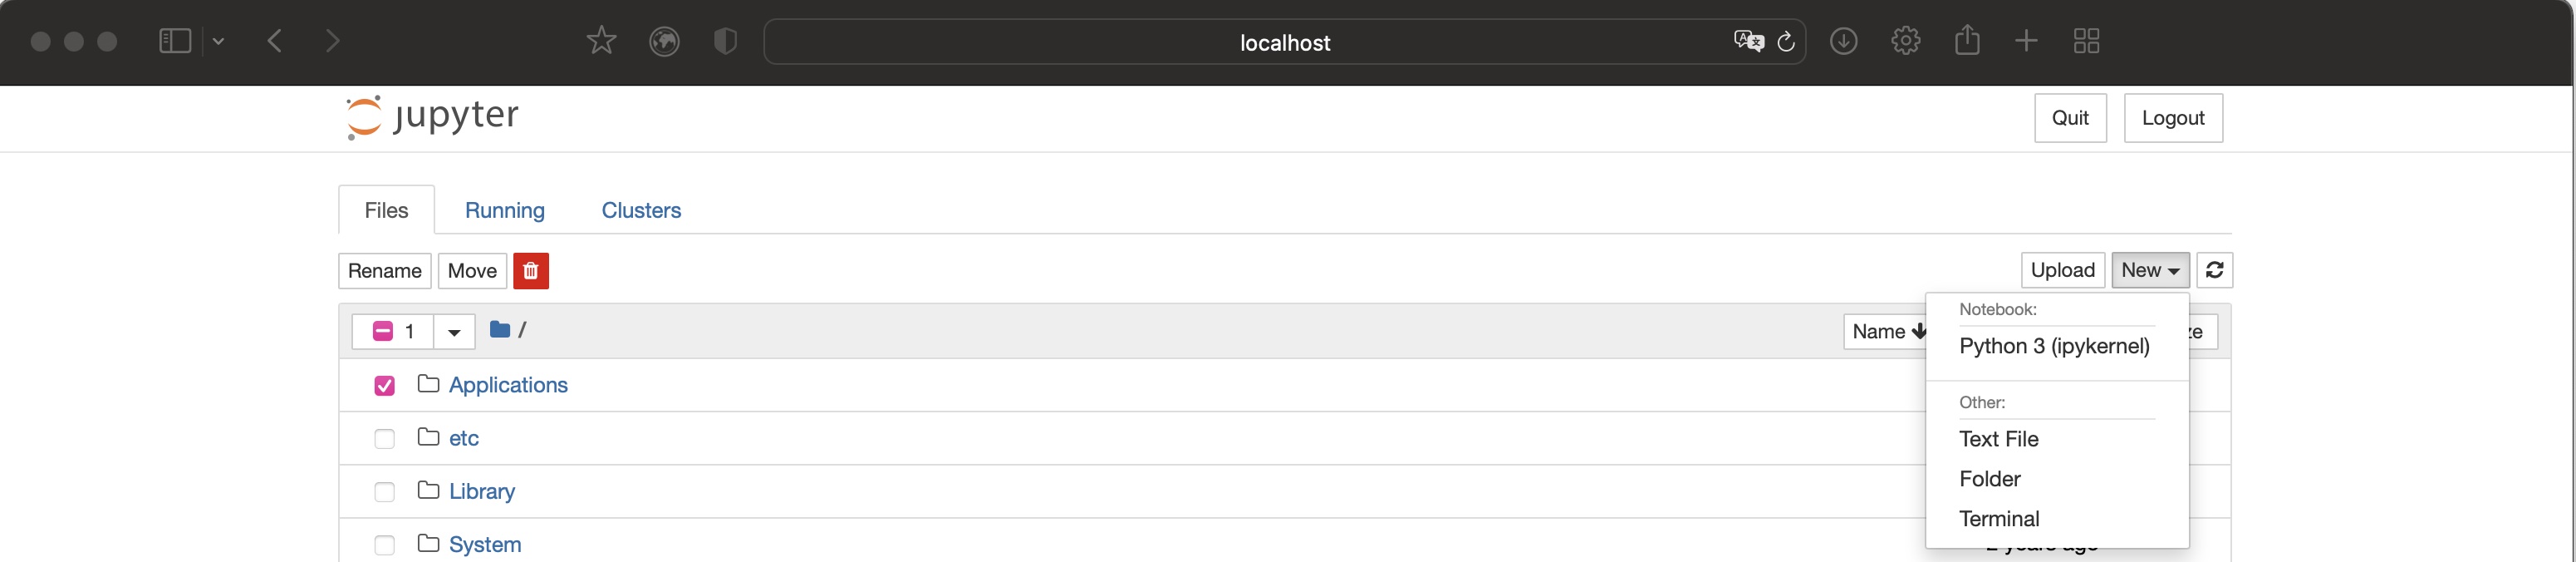 localhost
jupyter
Quit Logout
Files Running Clusters
Rename Move Upload New
Notebook:
1 / Name ze
Python 3 (ipykernel)
Applications
Other:
etc Text File
Folder
Library
Terminal
System